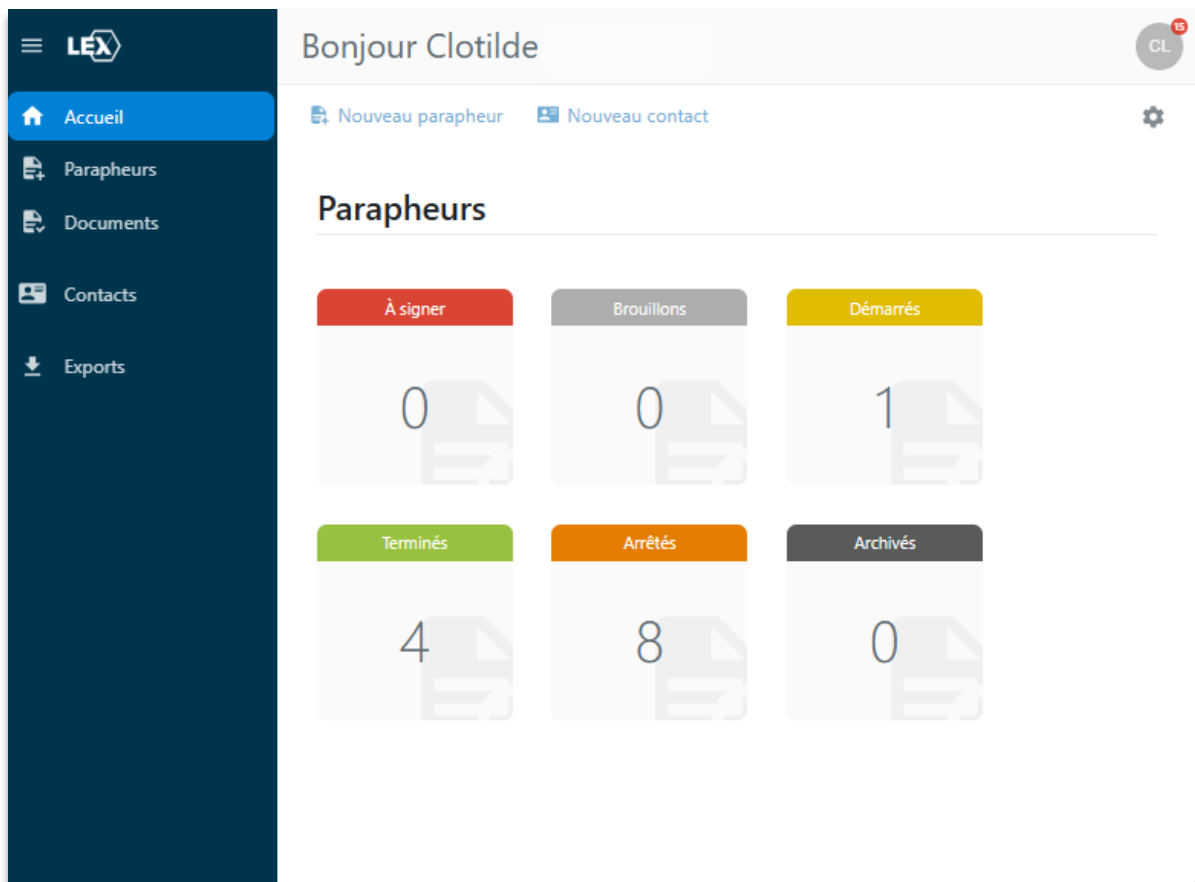 LEX
Bonjour Clotilde
CL
15
Accueil
Parapheurs
Documents
Contacts
Exports
Nouveau parapheur
Nouveau contact
Parapheurs
À signer
Brouillons
Démarrés
0
0
1
Terminés
Arrêtés
Archivés
4
8
0